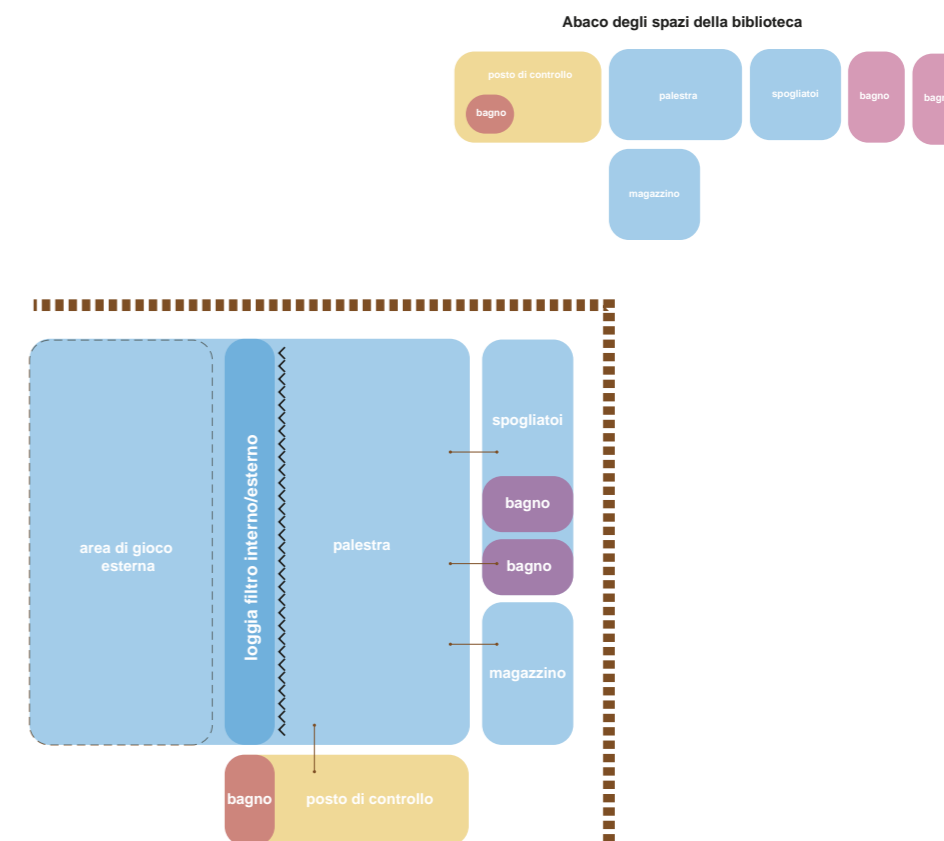 Abaco degli spazi della biblioteca
posto di controllo
bagno
palestra
spogliatoi
bagno
bagn
magazzino
spogliatoi
bagno
bagno
magazzino
palestra
loggia filtro interno/esterno
area di gioco
esterna
bagno
posto di controllo